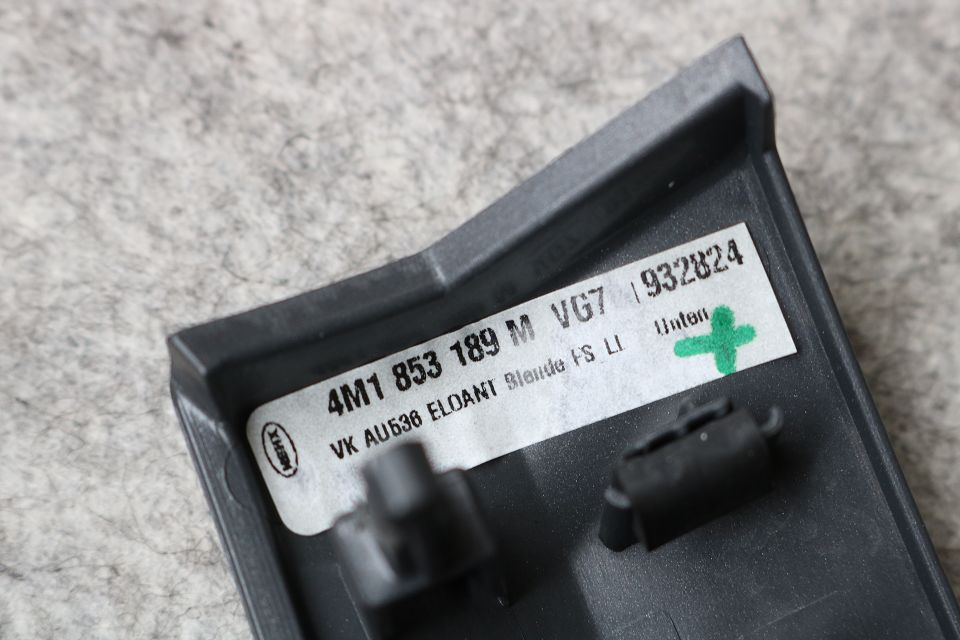 4M1 853 189 M VG7 | 932824
VK AU536 ELOANT Blende FS LI Unten